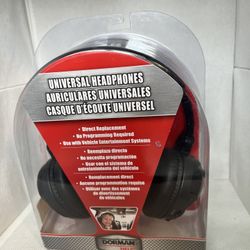 UNIVERSAL HEADPHONES
AURICULARES UNIVERSALES
CASQUE D'ÉCOUTE UNIVERSEL
• Direct Replacement
• No Programming Required
• Use with Vehicle Entertainment Systems
• Reemplazo directo
• No necesita programación
• Usar con el sistema de
entretenimiento del vehículo
• Remplacement direct
• Aucune programmation requise
• Utiliser avec des systèmes
de divertissement
de véhicules
DORMAN